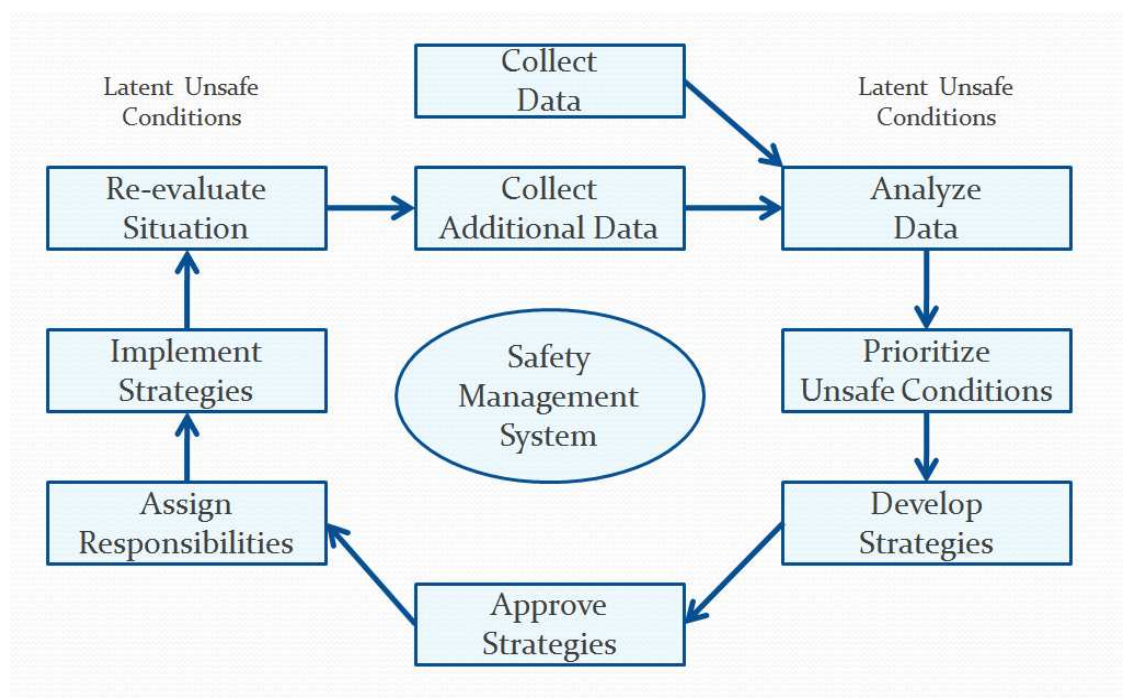 Collect
Data
Latent Unsafe
Conditions
Latent Unsafe
Conditions
Re-evaluate
Situation
Collect
Additional Data
Analyze
Data
Implement
Strategies
Safety
Management
System
Prioritize
Unsafe Conditions
Assign
Responsibilities
Develop
Strategies
Approve
Strategies